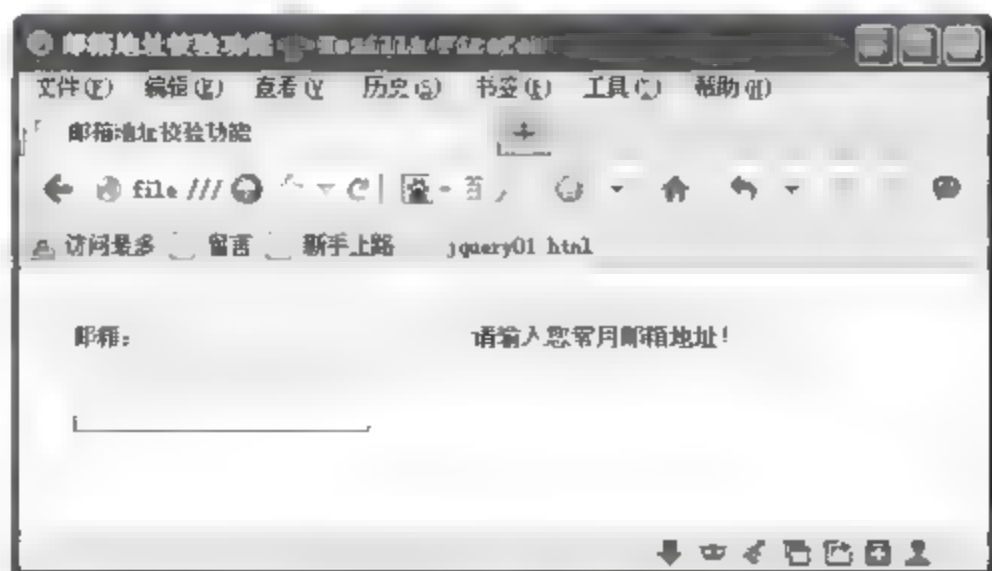 邮箱地址校验功能 - Mozilla Firefox
文件(F) 编辑(E) 查看(V) 历史(S) 书签(B) 工具(T) 帮助(H)
邮箱地址校验功能 +
file ///
访问最多 留言 新手上路 jquery01 html
邮箱: 请输入您常用邮箱地址!